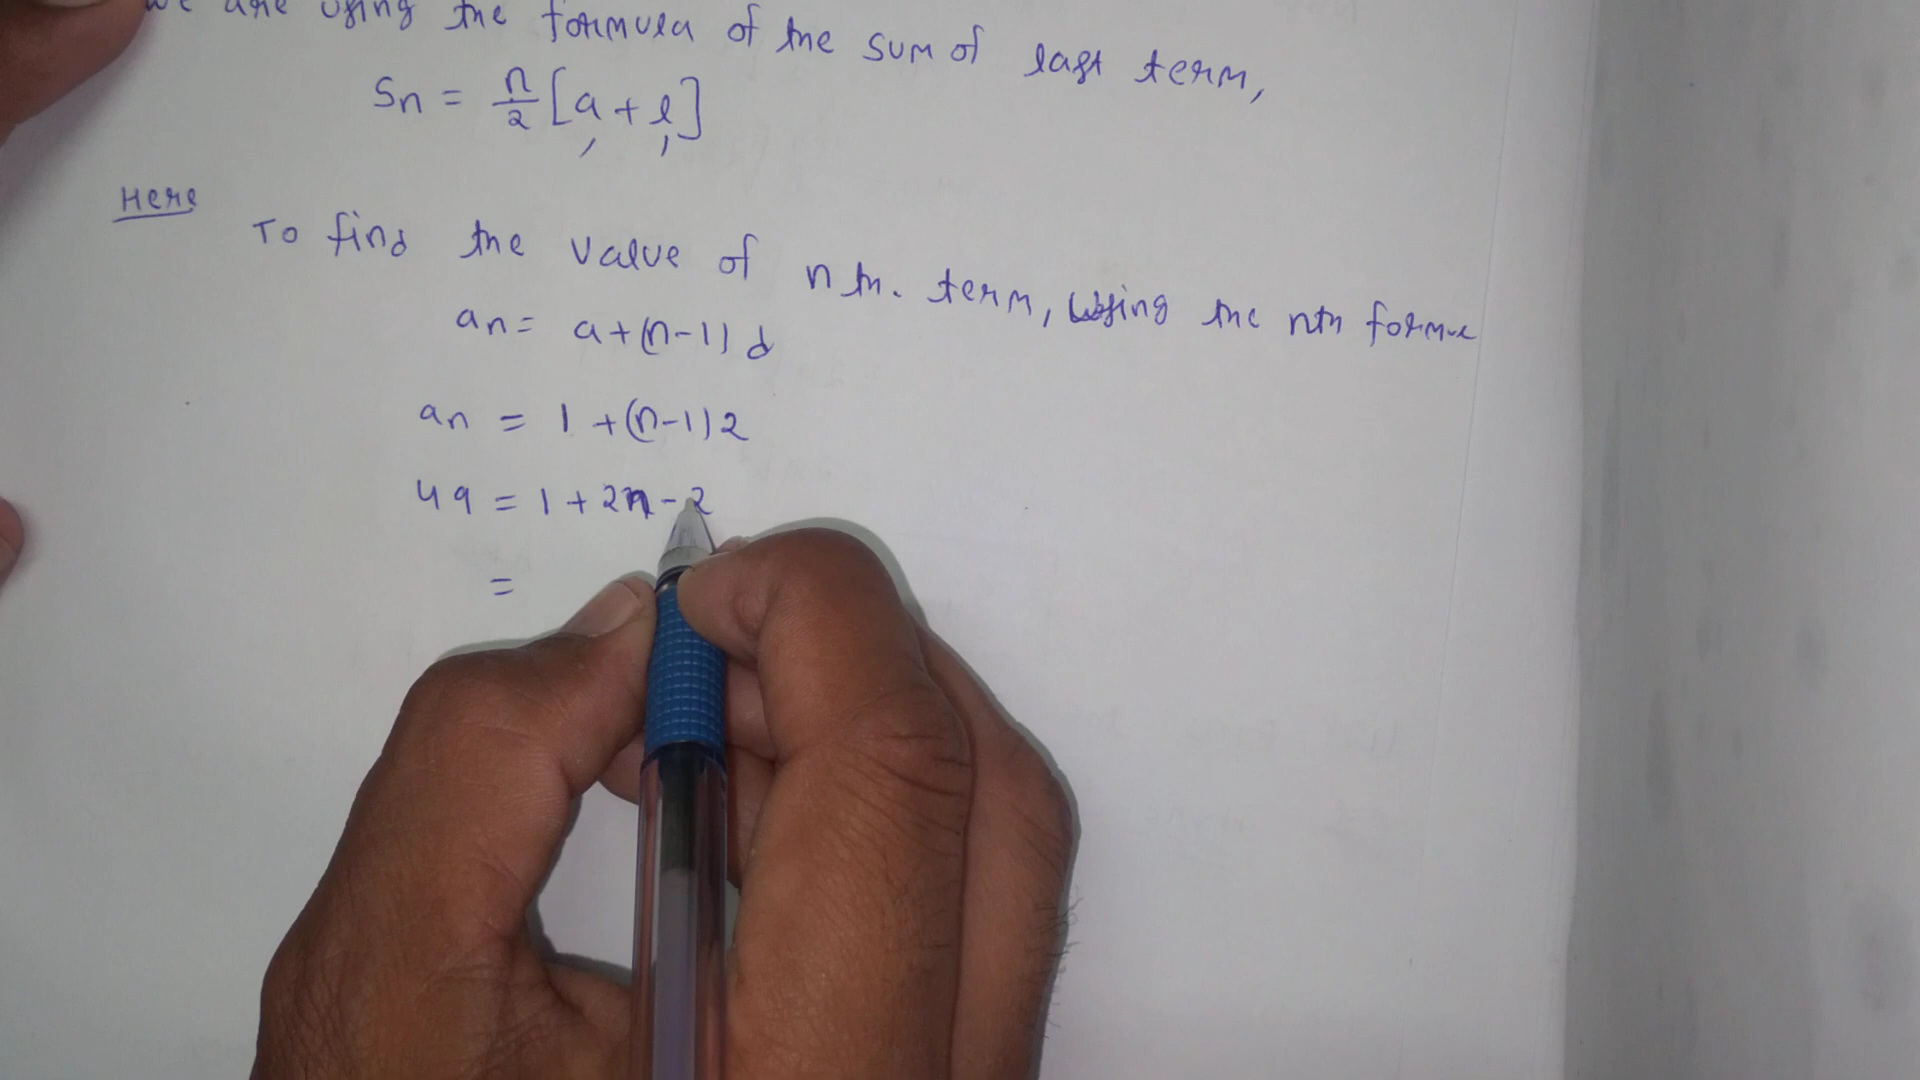 We are using the formula of the sum of last term,
Sn = n/2 [a + l]
Here
To find the value of nth. term, Using the nth
an = a+(n-1) d
an = 1 +(n-1)2
49 = 1 + 2n - 2
=